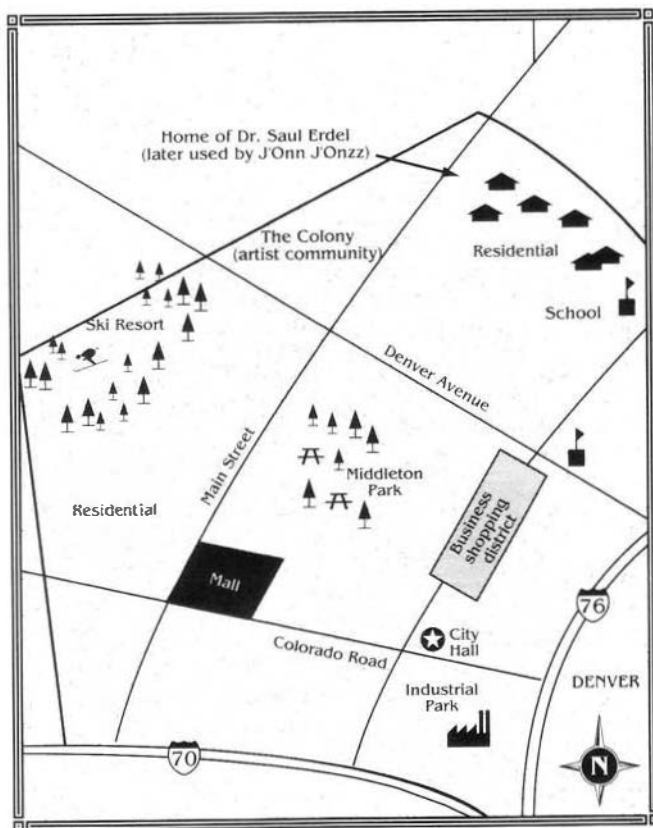 Home of Dr. Saul Erdel
(later used by J'Onn J'Onzz)
The Colony
(artist community)
Residential
School
Ski Resort
Denver Avenue
Main Street
Middleton
Park
Residential
Business
shopping
district
Mall
76
City
Hall
Colorado Road
DENVER
Industrial
Park
70
N